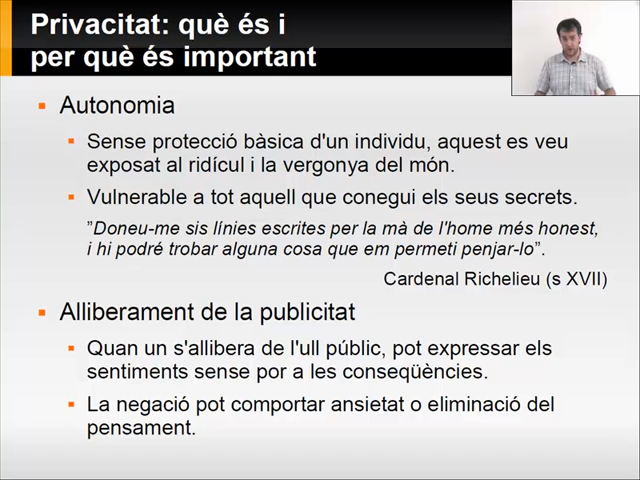 Privacitat: què és i
per què és important
Autonomia
Sense protecció bàsica d'un individu, aquest es veu
exposat al ridícul i la vergonya del món.
Vulnerable a tot aquell que conegui els seus secrets.
"Doneu-me sis línies escrites per la mà de l'home més honest,
i hi podré trobar alguna cosa que em permeti penjar-lo".
Cardenal Richelieu (s XVII)
Alliberament de la publicitat
Quan un s'allibera de l'ull públic, pot expressar els
sentiments sense por a les conseqüències.
La negació pot comportar ansietat o eliminació del
pensament.